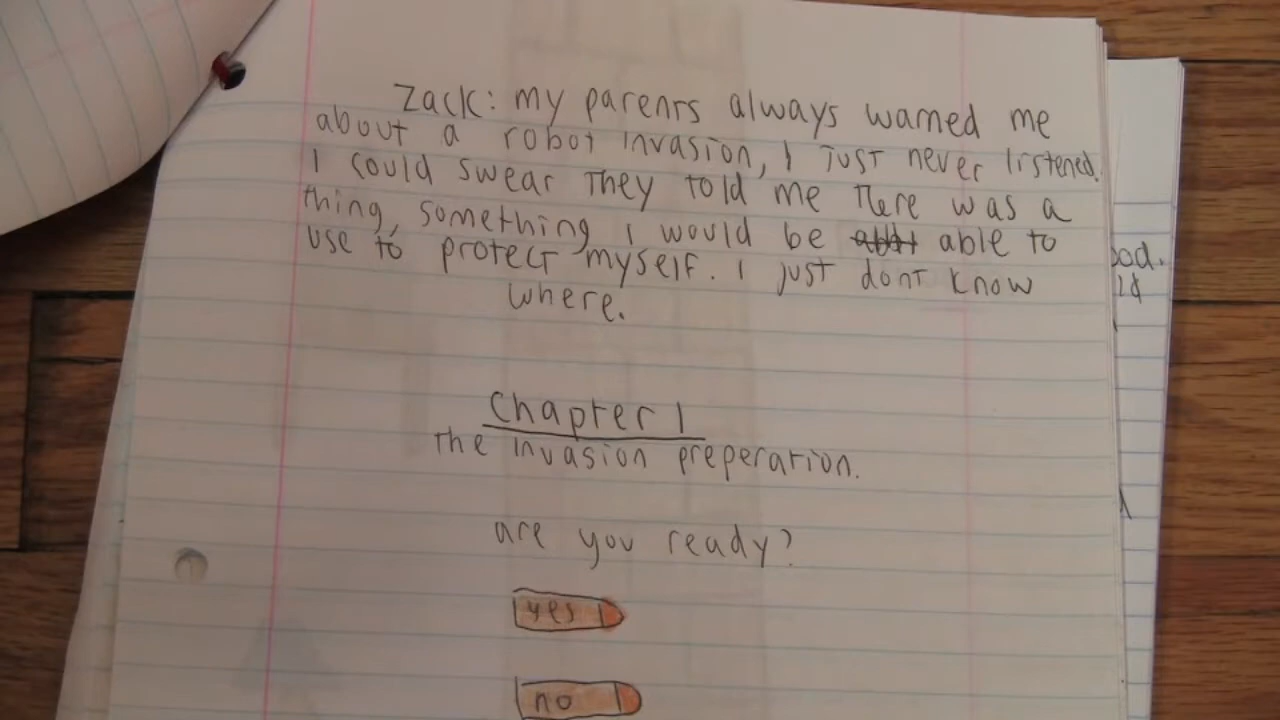 Zack: my parents always warned me
about a robot invasion, I just never listened.
I could swear they told me there was a
thing, something I would be able to
use to protect myself. I just dont know
where.
Chapter 1
The invasion preperation.
are you ready?
yes
no